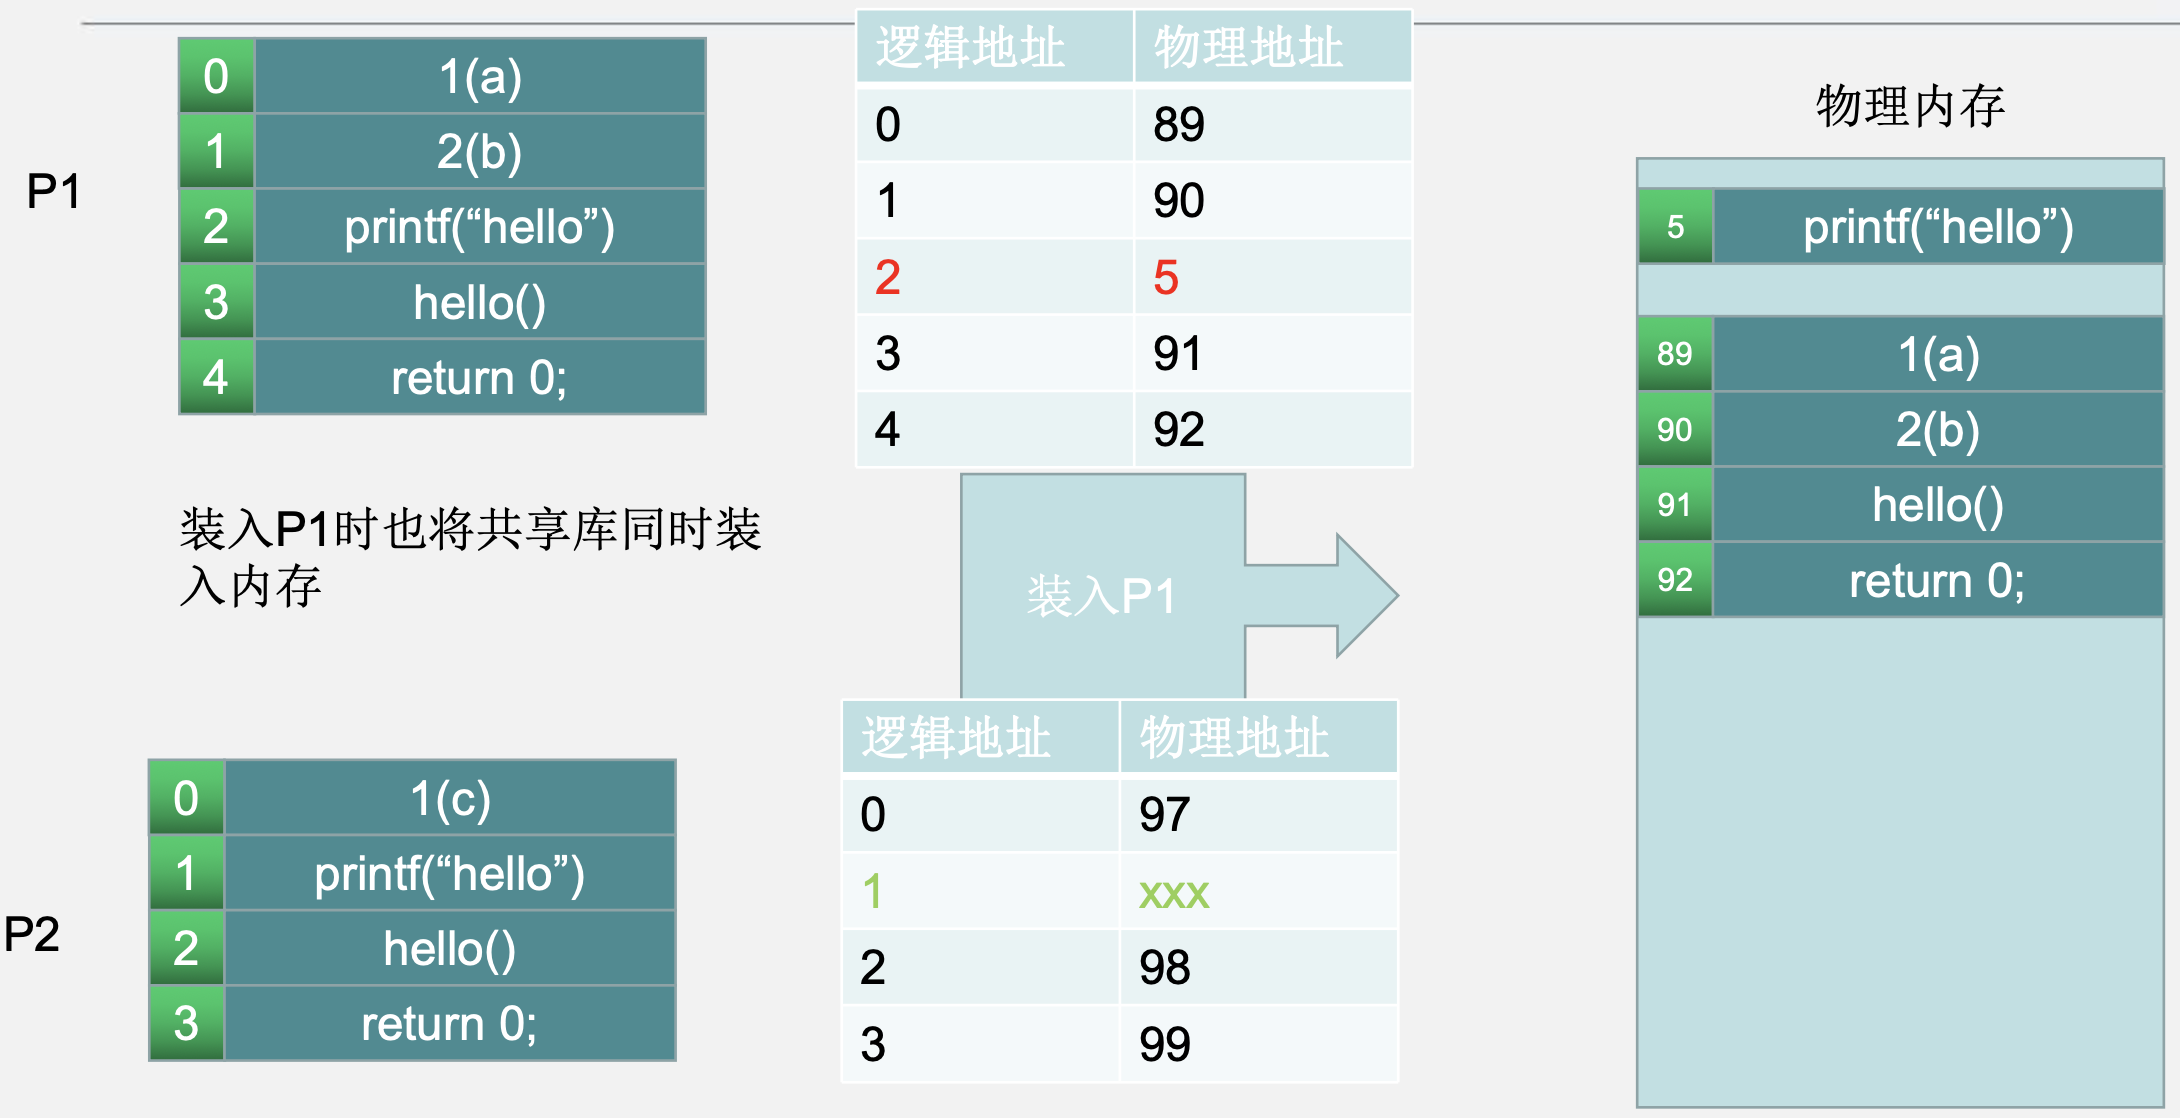 P1
0 1(a)
1 2(b)
2 printf(“hello”)
3 hello()
4 return 0;
逻辑地址 物理地址
0 89
1 90
2 5
3 91
4 92
装入P1时也将共享库同时装
入内存
装入P1
P2
0 1(c)
1 printf(“hello”)
2 hello()
3 return 0;
逻辑地址 物理地址
0 97
1 xxx
2 98
3 99
物理内存
5 printf(“hello”)
89 1(a)
90 2(b)
91 hello()
92 return 0;